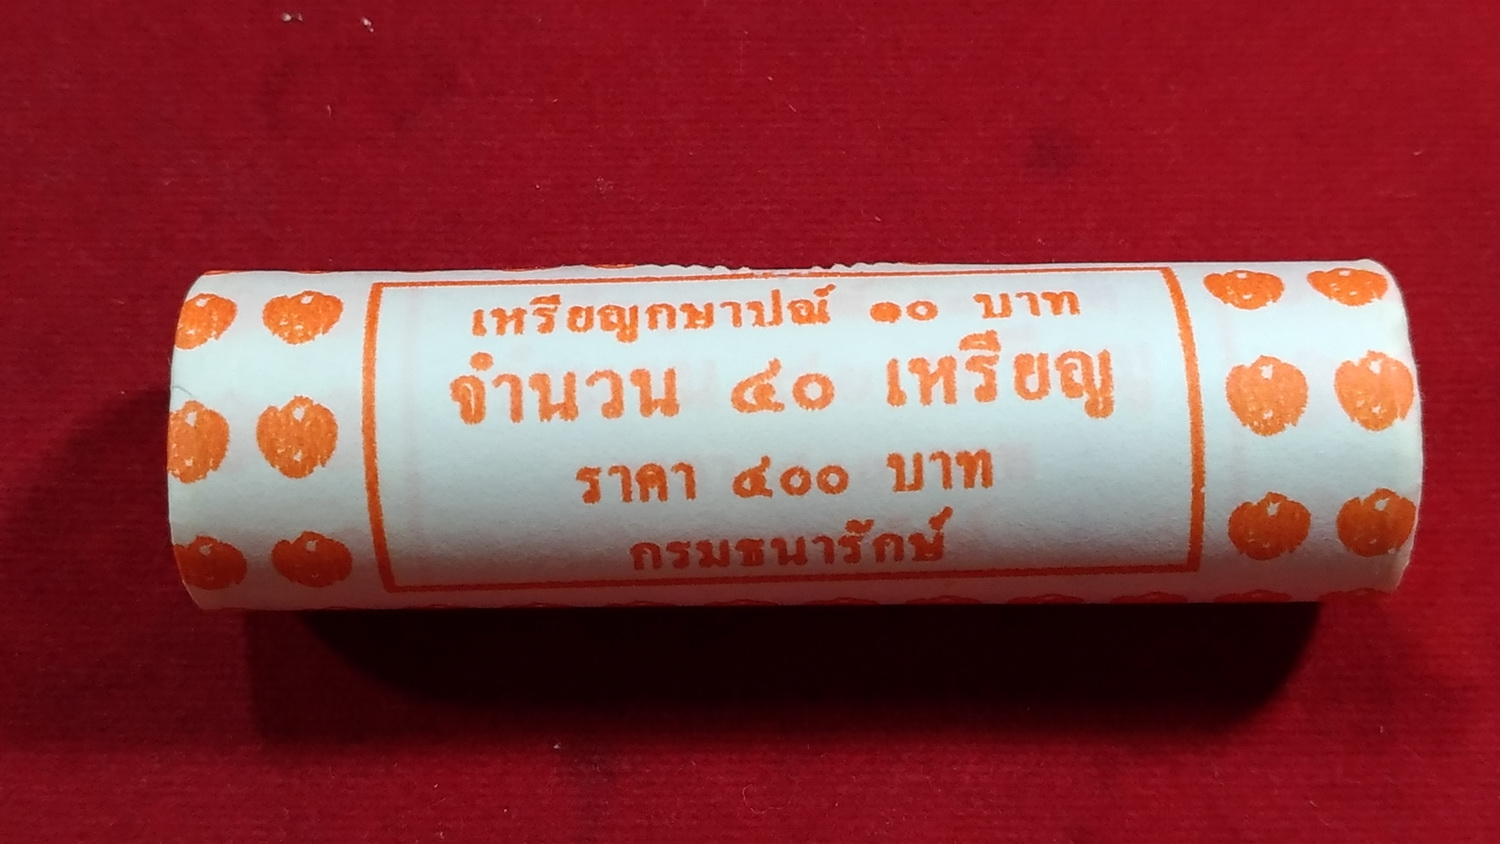 เหรียญกษาปณ์ ๑๐ บาท
จำนวน ๔๐ เหรียญ
ราคา ๔๐๐ บาท
กรมธนารักษ์